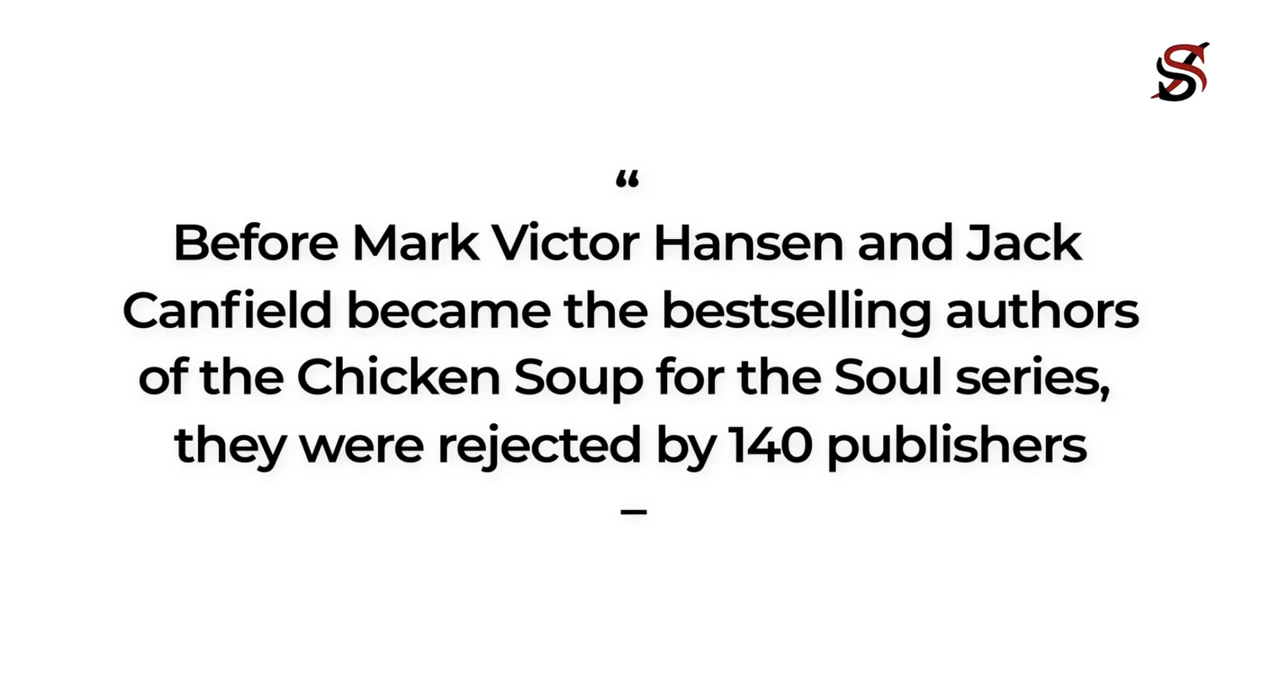 “
Before Mark Victor Hansen and Jack
Canfield became the bestselling authors
of the Chicken Soup for the Soul series,
they were rejected by 140 publishers
–